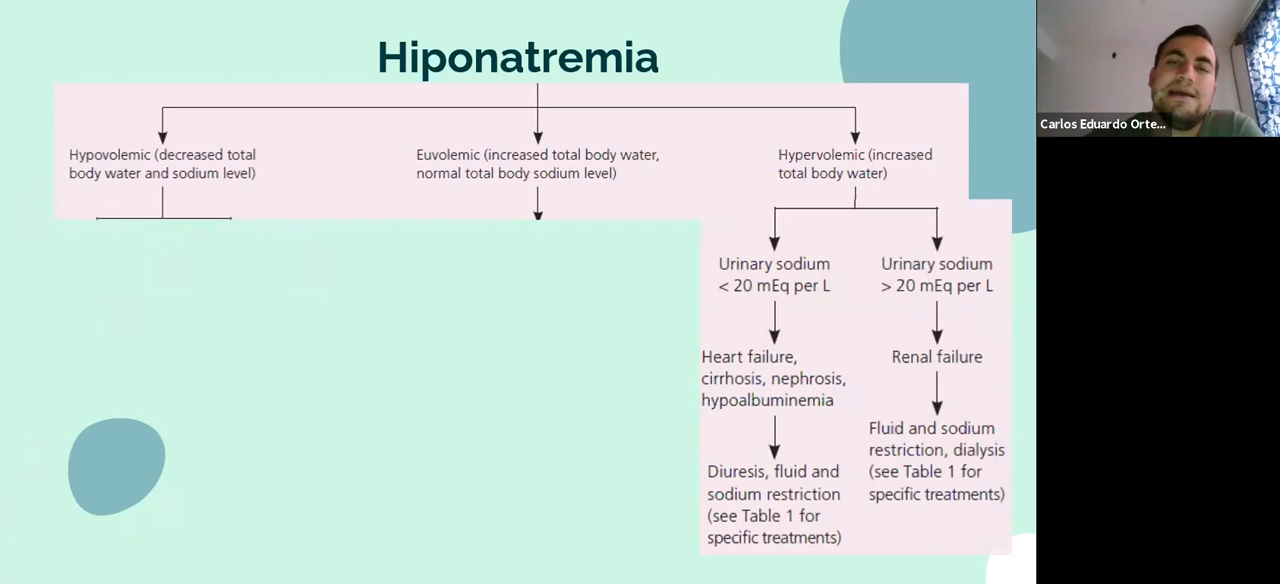 Hiponatremia
Hypovolemic (decreased total
body water and sodium level)
Euvolemic (increased total body water,
normal total body sodium level)
Hypervolemic (increased
total body water)
Urinary sodium
< 20 mEq per L
Heart failure,
cirrhosis, nephrosis,
hypoalbuminemia
Diuresis, fluid and
sodium restriction
(see Table 1 for
specific treatments)
Urinary sodium
> 20 mEq per L
Renal failure
Fluid and sodium
restriction, dialysis
(see Table 1 for
specific treatments)
Carlos Eduardo Orte...